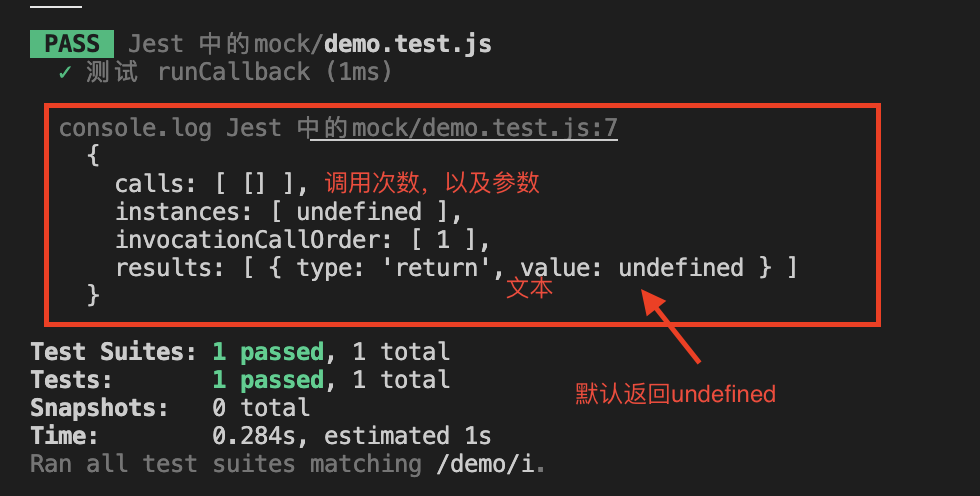 PASS Jest 中的mock/demo.test.js
✓ 测试 runCallback (1ms)
console.log Jest 中的mock/demo.test.js:7
{
calls: [ [] ], 调用次数，以及参数
instances: [ undefined ],
invocationCallOrder: [ 1 ],
results: [ { type: 'return', value: undefined } ]
文本
}
Test Suites: 1 passed, 1 total
Tests: 1 passed, 1 total
默认返回undefined
Snapshots: 0 total
Time: 0.284s, estimated 1s
Ran all test suites matching /demo/i.